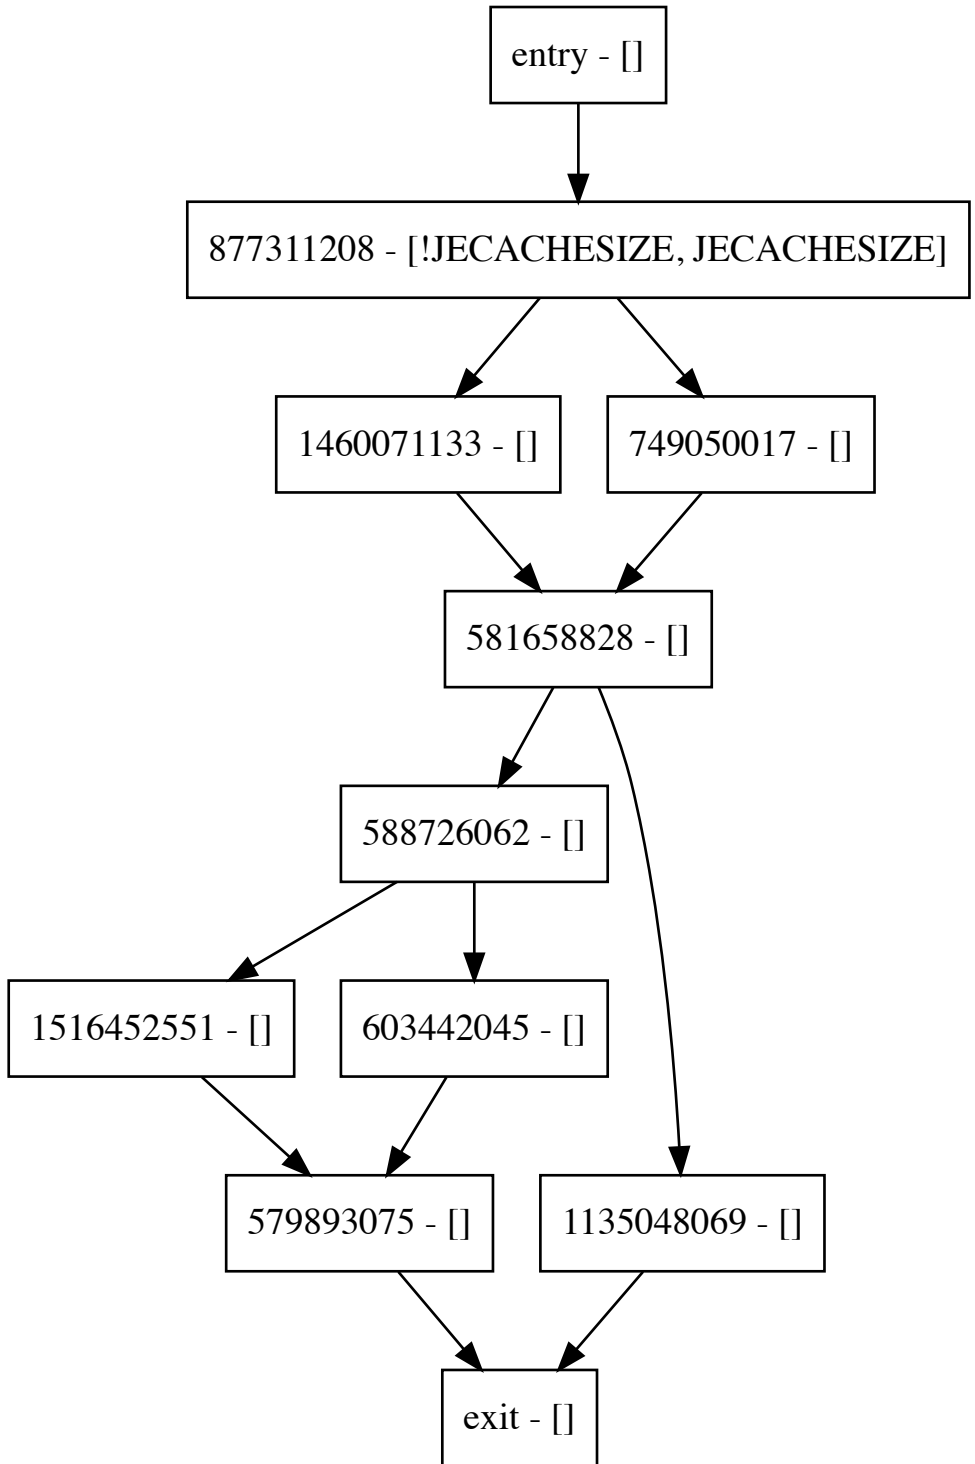 entry - []
877311208 - [!JECACHESIZE, JECACHESIZE]
1460071133 - []
749050017 - []
581658828 - []
588726062 - []
1516452551 - []
603442045 - []
579893075 - []
1135048069 - []
exit - []